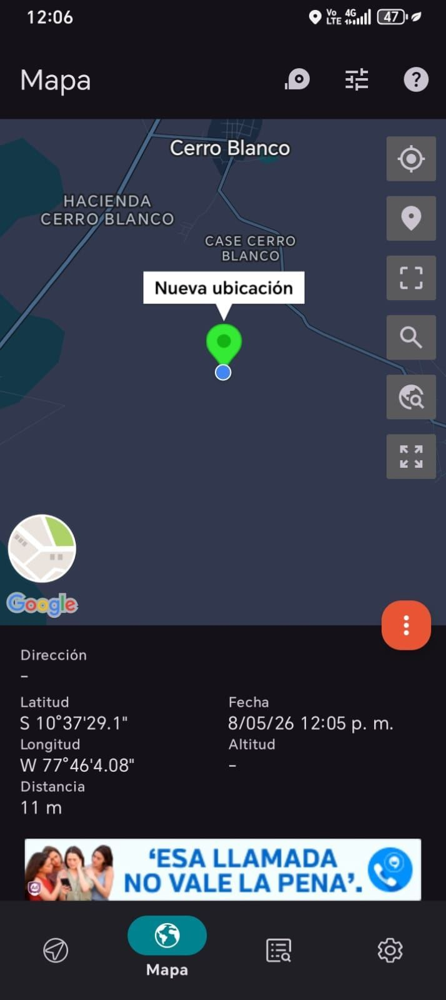 12:06
Vo LTE 4G 47
Mapa
?
Cerro Blanco
HACIENDA
CERRO BLANCO
CASE CERRO
BLANCO
Nueva ubicación
Google
Dirección
–
Latitud
S 10°37'29.1"
Fecha
8/05/26 12:05 p. m.
Longitud
W 77°46'4.08"
Altitud
–
Distancia
11 m
‘ESA LLAMADA
NO VALE LA PENA’.
Ad
Mapa